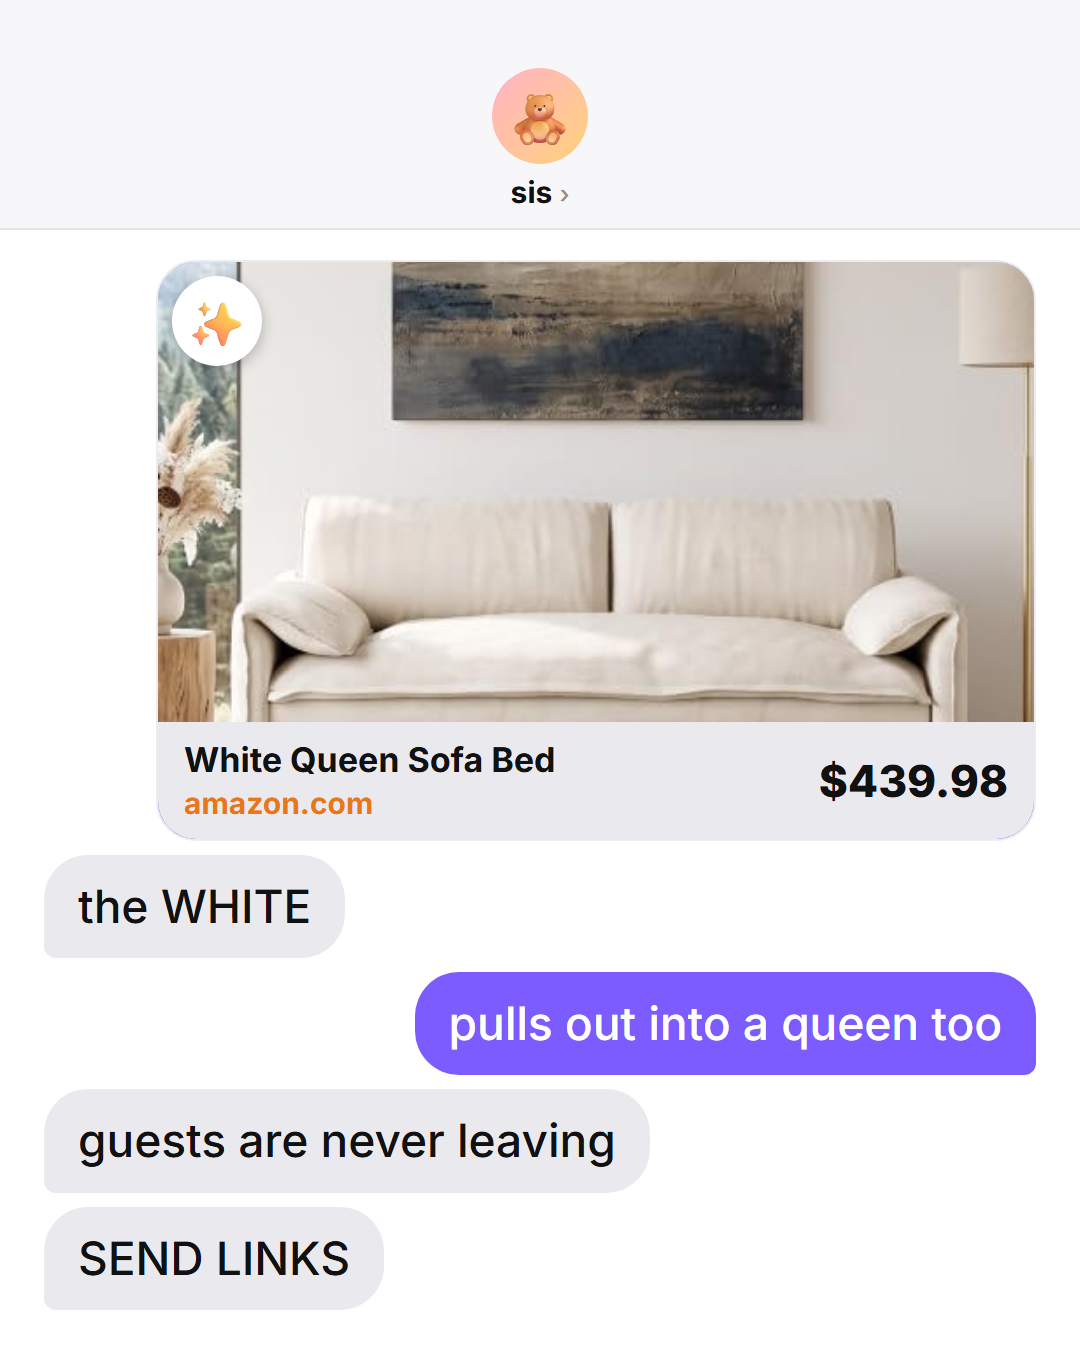 sis ›
White Queen Sofa Bed
amazon.com
$439.98
the WHITE
pulls out into a queen too
guests are never leaving
SEND LINKS